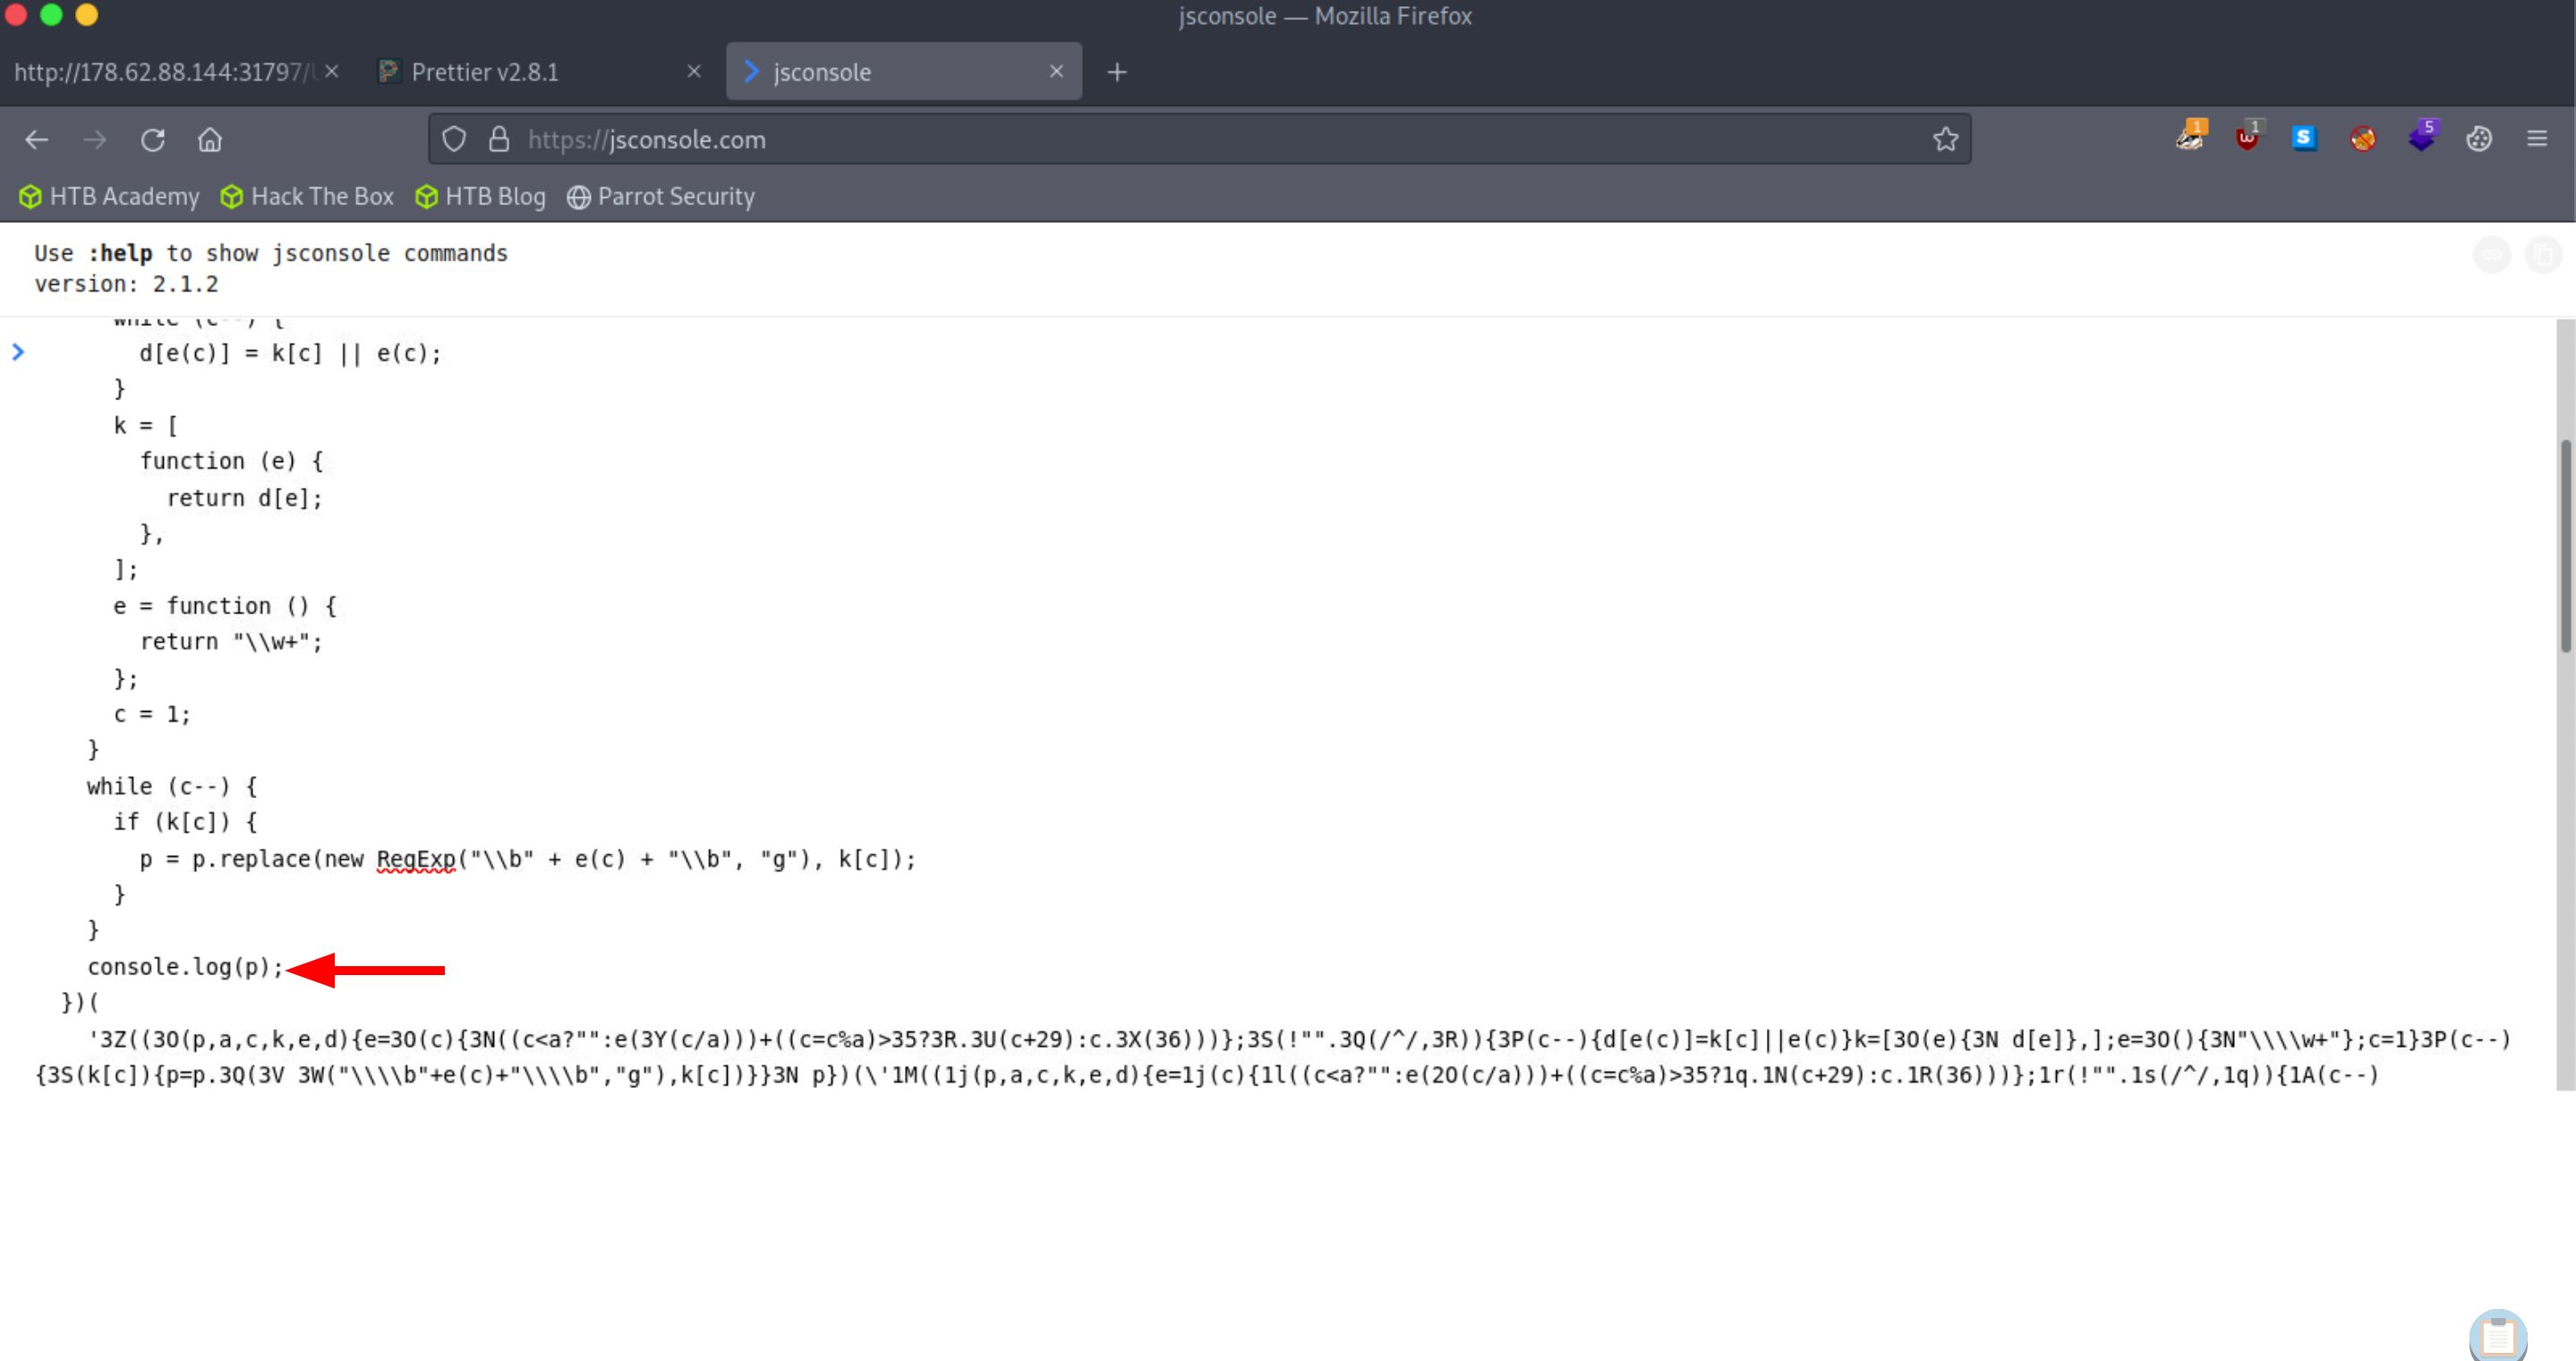 jsconsole — Mozilla Firefox
http://178.62.88.144:31797/
Prettier v2.8.1
jsconsole
https://jsconsole.com
1
1
S
5
HTB Academy
Hack The Box
HTB Blog
Parrot Security
Use :help to show jsconsole commands
version: 2.1.2
while (c--) {
d[e(c)] = k[c] || e(c);
}
k = [
function (e) {
return d[e];
},
];
e = function () {
return "\\w+";
};
c = 1;
}
while (c--) {
if (k[c]) {
p = p.replace(new RegExp("\\b" + e(c) + "\\b", "g"), k[c]);
}
}
console.log(p);
})(
'3Z((3O(p,a,c,k,e,d){e=3O(c){3N((c<a?"":e(3Y(c/a)))+((c=c%a)>35?3R.3U(c+29):c.3X(36)))};3S(!"".3Q(/^/,3R)){3P(c--){d[e(c)]=k[c]||e(c)}k=[3O(e){3N d[e]},];e=3O(){3N"\\\\w+"};c=1}3P(c--)
{3S(k[c]){p=p.3Q(3V 3W("\\\\b"+e(c)+"\\\\b","g"),k[c])}}3N p})(\'1M((1j(p,a,c,k,e,d){e=1j(c){1l((c<a?"":e(2O(c/a)))+((c=c%a)>35?1q.1N(c+29):c.1R(36)))};1r(!"".1s(/^/,1q)){1A(c--)